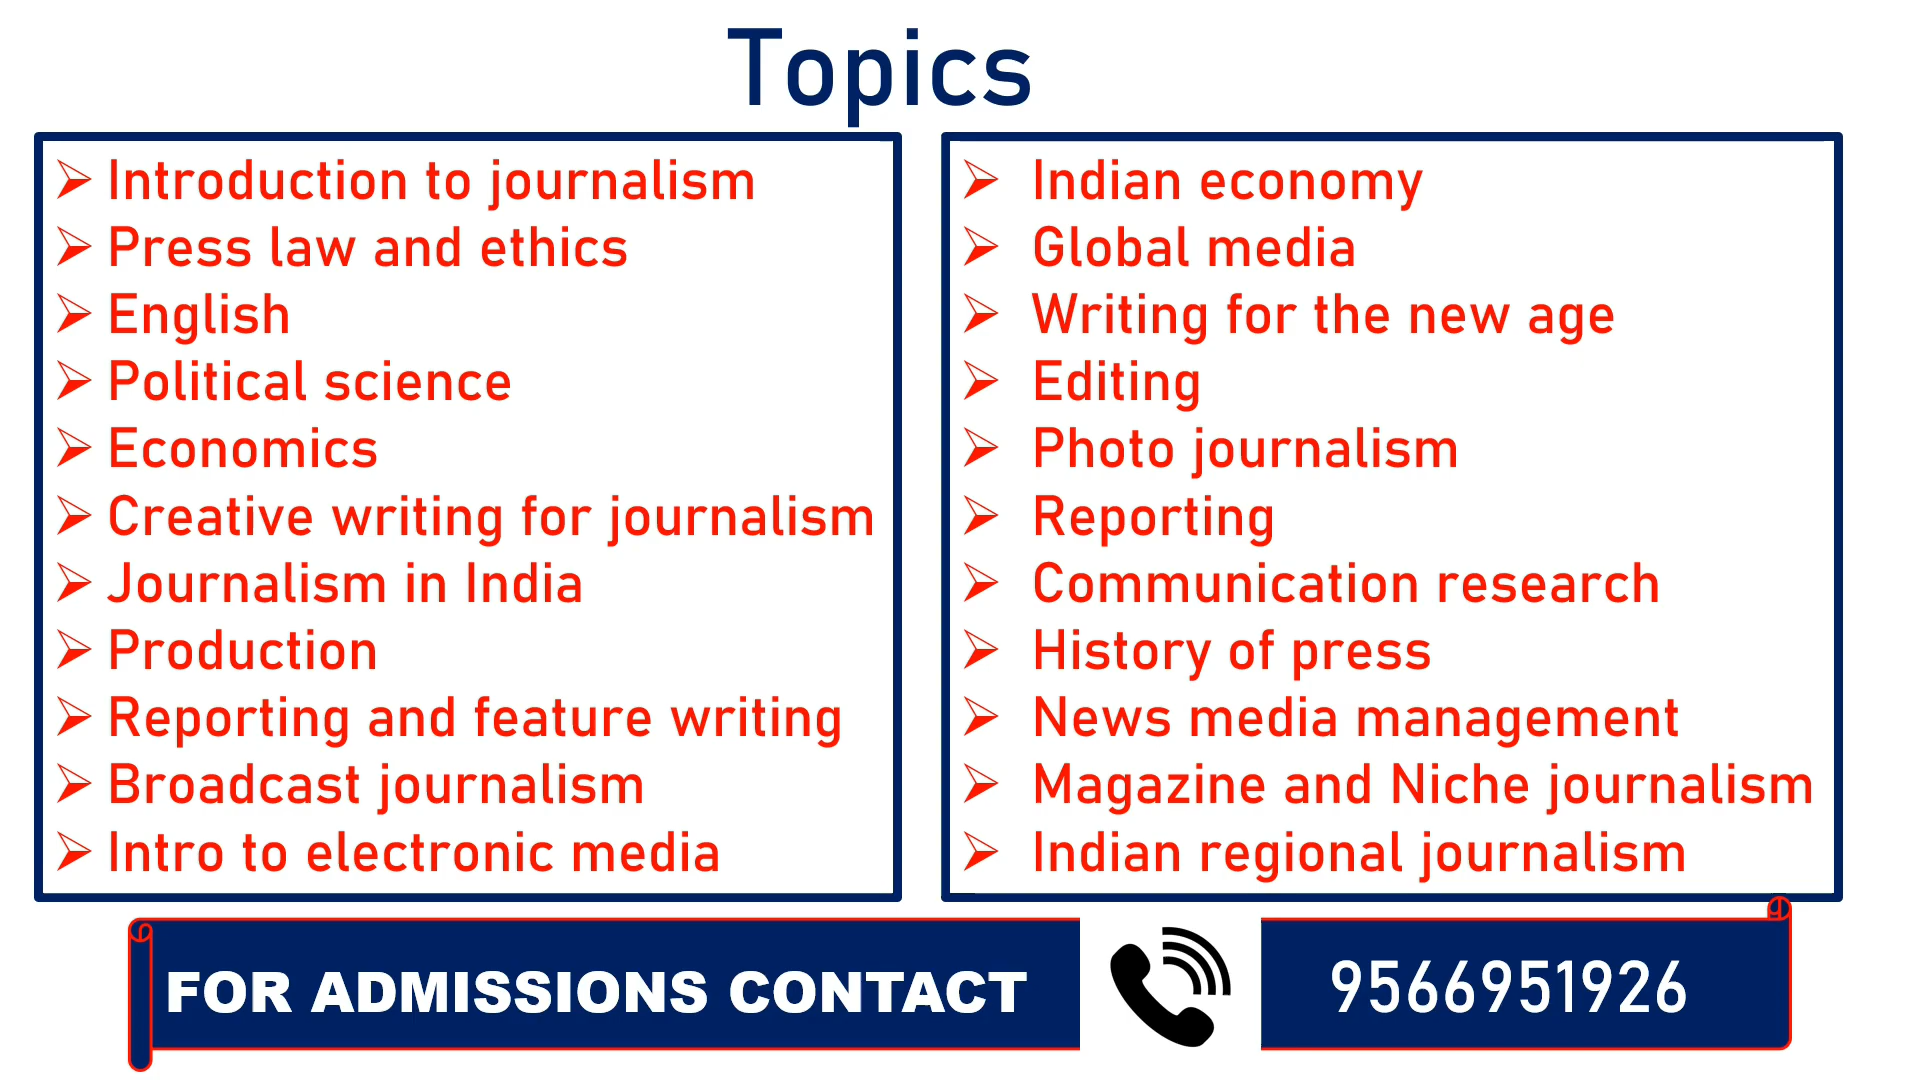 Topics
Introduction to journalism
Press law and ethics
English
Political science
Economics
Creative writing for journalism
Journalism in India
Production
Reporting and feature writing
Broadcast journalism
Intro to electronic media
Indian economy
Global media
Writing for the new age
Editing
Photo journalism
Reporting
Communication research
History of press
News media management
Magazine and Niche journalism
Indian regional journalism
FOR ADMISSIONS CONTACT
9566951926